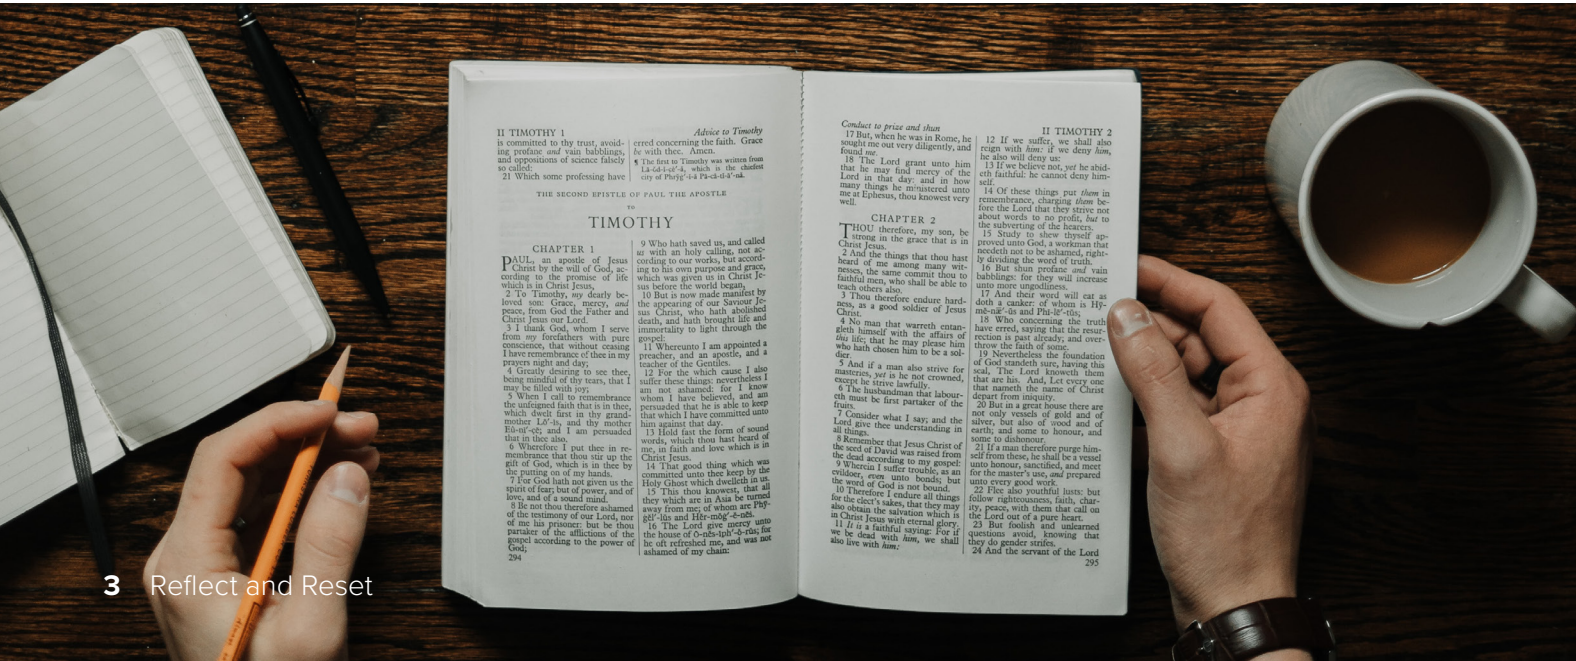 II TIMOTHY 1
Advice to Timothy
is committed to thy trust, avoid-
ing profane and vain babblings,
and oppositions of science falsely
so called:
21 Which some professing have
erred concerning the faith. Grace
be with thee. Amen.
¶ The first to Timothy was written from
Lā-ŏd-i-çē'-ȧ, which is the chiefest
city of Phrȳġ'-i-ȧ Pā-cȧ-ti-ā'-nȧ.
THE SECOND EPISTLE OF PAUL THE APOSTLE
TO
TIMOTHY
CHAPTER 1
PAUL, an apostle of Jesus
Christ by the will of God, ac-
cording to the promise of life
which is in Christ Jesus,
2 To Timothy, my dearly be-
loved son: Grace, mercy, and
peace, from God the Father and
Christ Jesus our Lord.
3 I thank God, whom I serve
from my forefathers with pure
conscience, that without ceasing
I have remembrance of thee in my
prayers night and day;
4 Greatly desiring to see thee,
being mindful of thy tears, that I
may be filled with joy;
5 When I call to remembrance
the unfeigned faith that is in thee,
which dwelt first in thy grand-
mother Lō'-is, and thy mother
Eū-nī'-çē; and I am persuaded
that in thee also.
6 Wherefore I put thee in re-
membrance that thou stir up the
gift of God, which is in thee by
the putting on of my hands.
7 For God hath not given us the
spirit of fear; but of power, and of
love, and of a sound mind.
8 Be not thou therefore ashamed
of the testimony of our Lord, nor
of me his prisoner: but be thou
partaker of the afflictions of the
gospel according to the power of
God;
294
9 Who hath saved us, and called
us with an holy calling, not ac-
cording to our works, but accord-
ing to his own purpose and grace,
which was given us in Christ Je-
sus before the world began,
10 But is now made manifest by
the appearing of our Saviour Je-
sus Christ, who hath abolished
death, and hath brought life and
immortality to light through the
gospel:
11 Whereunto I am appointed a
preacher, and an apostle, and a
teacher of the Gentiles.
12 For the which cause I also
suffer these things: nevertheless I
am not ashamed: for I know
whom I have believed, and am
persuaded that he is able to keep
that which I have committed unto
him against that day.
13 Hold fast the form of sound
words, which thou hast heard of
me, in faith and love which is in
Christ Jesus.
14 That good thing which was
committed unto thee keep by the
Holy Ghost which dwelleth in us.
15 This thou knowest, that all
they which are in Asia be turned
away from me; of whom are Phȳ-
ġĕl'-lŭs and Hĕr-mŏġ'-ĕ-nēs.
16 The Lord give mercy unto
the house of Ŏ-nĕs-iph'-ŏ-rŭs; for
he oft refreshed me, and was not
ashamed of my chain:
Conduct to prize and shun
II TIMOTHY 2
17 But, when he was in Rome, he
sought me out very diligently, and
found me.
18 The Lord grant unto him
that he may find mercy of the
Lord in that day: and in how
many things he ministered unto
me at Ephesus, thou knowest very
well.
CHAPTER 2
THOU therefore, my son, be
strong in the grace that is in
Christ Jesus.
2 And the things that thou hast
heard of me among many wit-
nesses, the same commit thou to
faithful men, who shall be able to
teach others also.
3 Thou therefore endure hard-
ness, as a good soldier of Jesus
Christ.
4 No man that warreth entan-
gleth himself with the affairs of
this life; that he may please him
who hath chosen him to be a sol-
dier.
5 And if a man also strive for
masteries, yet is he not crowned,
except he strive lawfully.
6 The husbandman that labour-
eth must be first partaker of the
fruits.
7 Consider what I say; and the
Lord give thee understanding in
all things.
8 Remember that Jesus Christ of
the seed of David was raised from
the dead according to my gospel:
9 Wherein I suffer trouble, as an
evildoer, even unto bonds; but
the word of God is not bound.
10 Therefore I endure all things
for the elect's sakes, that they may
also obtain the salvation which is
in Christ Jesus with eternal glory.
11 It is a faithful saying: For if
we be dead with him, we shall
also live with him:
12 If we suffer, we shall also
reign with him: if we deny him,
he also will deny us:
13 If we believe not, yet he abid-
eth faithful: he cannot deny him-
self.
14 Of these things put them in
remembrance, charging them be-
fore the Lord that they strive not
about words to no profit, but to
the subverting of the hearers.
15 Study to shew thyself ap-
proved unto God, a workman that
needeth not to be ashamed, right-
ly dividing the word of truth.
16 But shun profane and vain
babblings: for they will increase
unto more ungodliness.
17 And their word will eat as
doth a canker: of whom is Hȳ-
mē-næ'-ŭs and Phī-lē'-tŭs;
18 Who concerning the truth
have erred, saying that the resur-
rection is past already; and over-
throw the faith of some.
19 Nevertheless the foundation
of God standeth sure, having this
seal, The Lord knoweth them
that are his. And, Let every one
that nameth the name of Christ
depart from iniquity.
20 But in a great house there are
not only vessels of gold and of
silver, but also of wood and of
earth; and some to honour, and
some to dishonour.
21 If a man therefore purge him-
self from these, he shall be a vessel
unto honour, sanctified, and meet
for the master's use, and prepared
unto every good work.
22 Flee also youthful lusts: but
follow righteousness, faith, char-
ity, peace, with them that call on
the Lord out of a pure heart.
23 But foolish and unlearned
questions avoid, knowing that
they do gender strifes.
24 And the servant of the Lord
295
3 Reflect and Reset